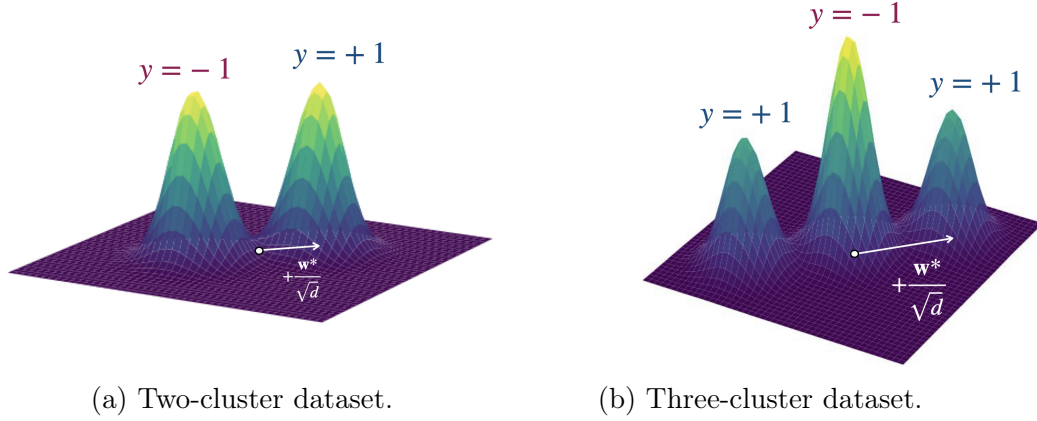 y = − 1
y = + 1
+w*/√d
(a) Two-cluster dataset.
y = − 1
y = + 1
y = + 1
+w*/√d
(b) Three-cluster dataset.